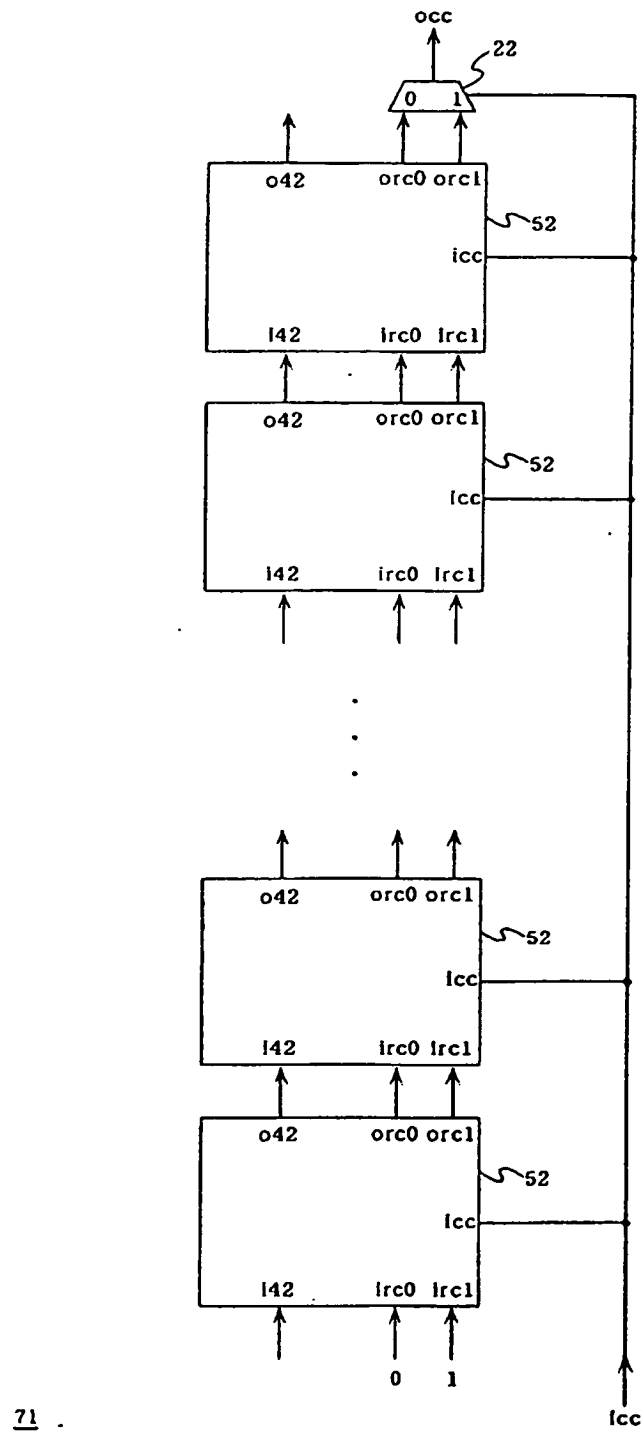 occ
22
0 1
o42 orc0 orc1
52
icc
i42 irc0 irc1
o42 orc0 orc1
52
icc
i42 irc0 irc1
. . .
o42 orc0 orc1
52
icc
i42 irc0 irc1
o42 orc0 orc1
52
icc
i42 irc0 irc1
0 1
71
icc